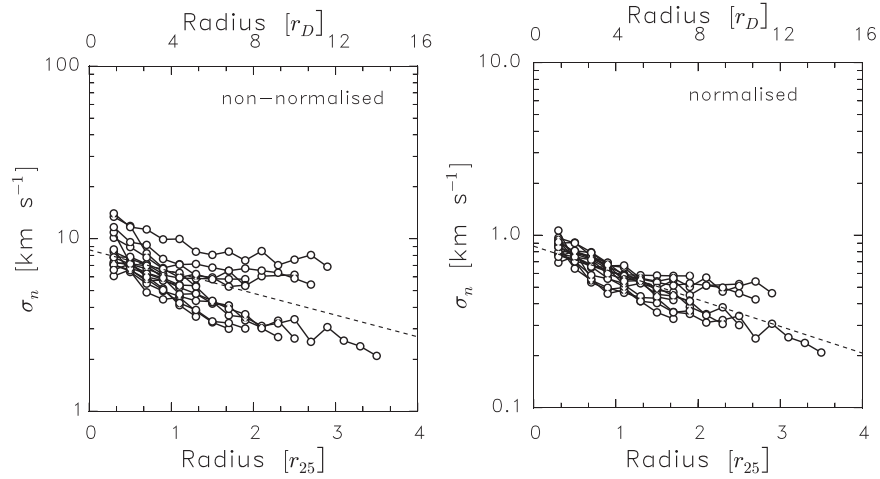 Radius [r_D]
0 4 8 12 16
100
10
1
non-normalised
σ_n [km s^−1]
0 1 2 3 4
Radius [r_25]
Radius [r_D]
0 4 8 12 16
10.0
1.0
0.1
normalised
σ_n [km s^−1]
0 1 2 3 4
Radius [r_25]